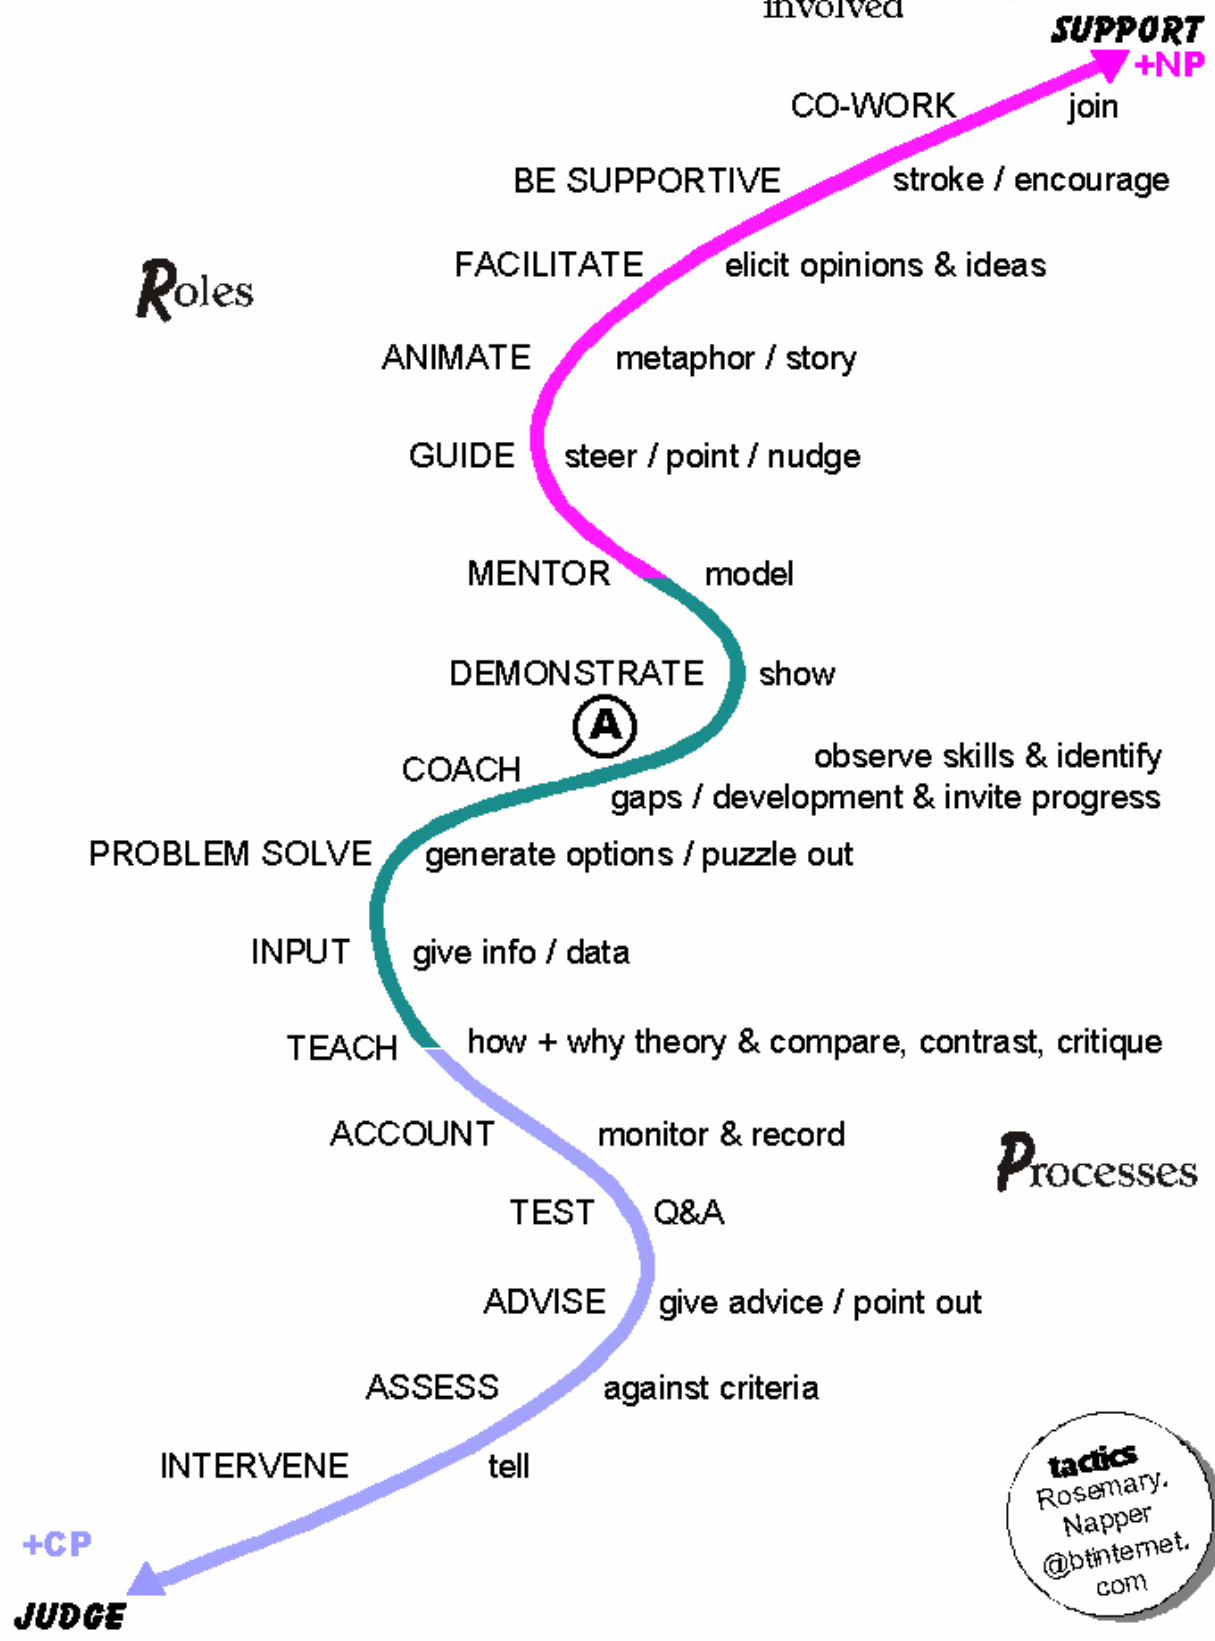 involved
SUPPORT
+NP
CO-WORK join
BE SUPPORTIVE stroke / encourage
FACILITATE elicit opinions & ideas
Roles
ANIMATE metaphor / story
GUIDE steer / point / nudge
MENTOR model
DEMONSTRATE show
A
COACH observe skills & identify
gaps / development & invite progress
PROBLEM SOLVE generate options / puzzle out
INPUT give info / data
TEACH how + why theory & compare, contrast, critique
ACCOUNT monitor & record
Processes
TEST Q&A
ADVISE give advice / point out
ASSESS against criteria
INTERVENE tell
tactics
Rosemary.
Napper
@btinternet.
com
+CP
JUDGE